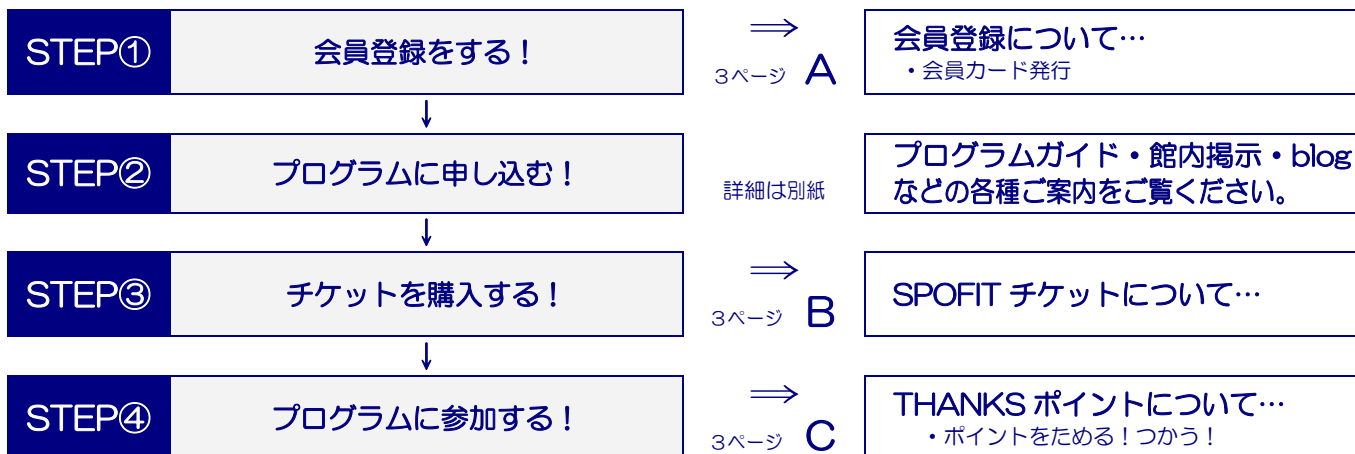 STEP①
会員登録をする！
⇒
3ページ A
会員登録について…
・会員カード発行
↓
STEP②
プログラムに申し込む！
詳細は別紙
プログラムガイド・館内掲示・blog
などの各種ご案内をご覧ください。
↓
STEP③
チケットを購入する！
⇒
3ページ B
SPOFIT チケットについて…
↓
STEP④
プログラムに参加する！
⇒
3ページ C
THANKS ポイントについて…
・ポイントをためる！つかう！